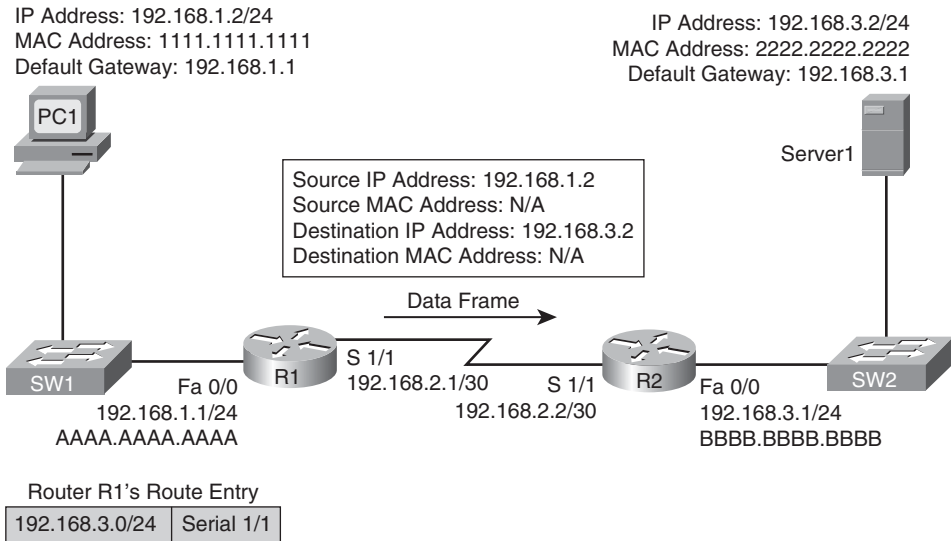 IP Address: 192.168.1.2/24
MAC Address: 1111.1111.1111
Default Gateway: 192.168.1.1
IP Address: 192.168.3.2/24
MAC Address: 2222.2222.2222
Default Gateway: 192.168.3.1
PC1
Server1
Source IP Address: 192.168.1.2
Source MAC Address: N/A
Destination IP Address: 192.168.3.2
Destination MAC Address: N/A
Data Frame
SW1
Fa 0/0
192.168.1.1/24
AAAA.AAAA.AAAA
R1
S 1/1
192.168.2.1/30
S 1/1
192.168.2.2/30
R2
Fa 0/0
192.168.3.1/24
BBBB.BBBB.BBBB
SW2
Router R1's Route Entry
192.168.3.0/24 Serial 1/1